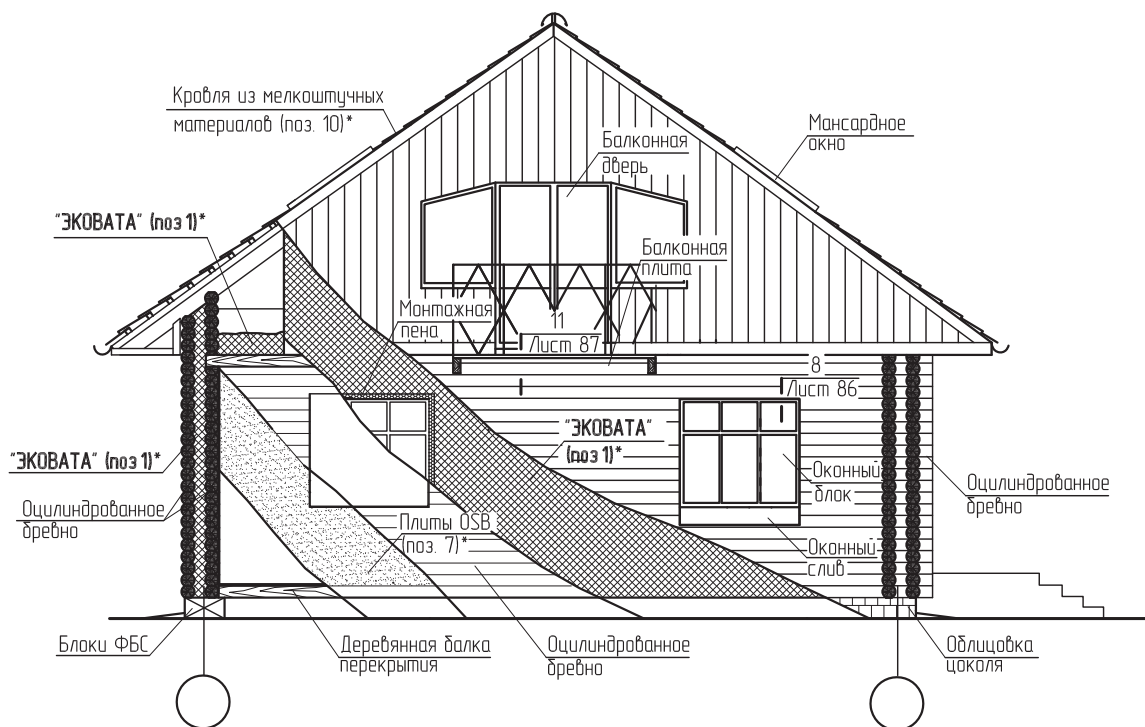 Кровля из мелкоштучных
материалов (поз. 10)*
Мансардное
окно
Балконная
дверь
"ЭКОВАТА" (поз 1)*
Балконная
плита
Монтажная
пена
11
Лист 87
8
Лист 86
"ЭКОВАТА"
(поз 1)*
"ЭКОВАТА" (поз 1)*
Оконный
блок
Оцилиндрованное
бревно
Оцилиндрованное
бревно
Плиты OSB
(поз. 7)*
Оконный
слив
Блоки ФБС
Деревянная балка
перекрытия
Оцилиндрованное
бревно
Облицовка
цоколя